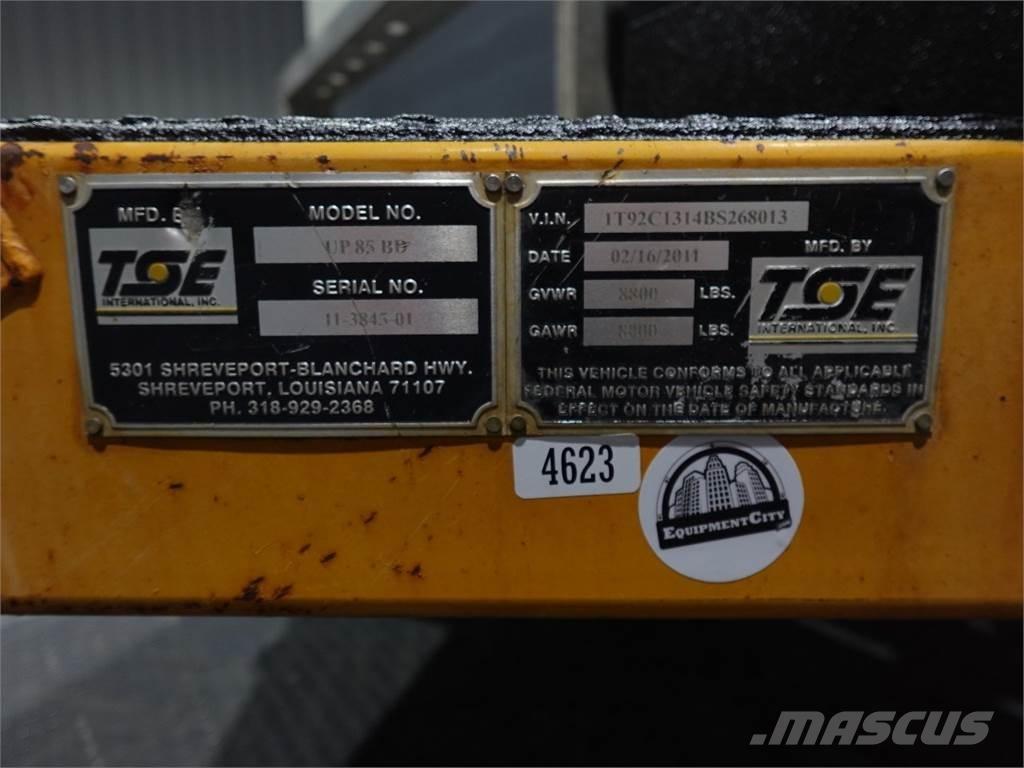 MFD. BY
MODEL NO.
TSE
INTERNATIONAL, INC.
UP 85 BD
SERIAL NO.
11-3845-01
5301 SHREVEPORT-BLANCHARD HWY.
SHREVEPORT, LOUISIANA 71107
PH. 318-929-2368
V.I.N. 1T92C1314BS268013
DATE 02/16/2011
MFD. BY
GVWR 8800 LBS.
TSE
INTERNATIONAL, INC.
GAWR 8800 LBS.
THIS VEHICLE CONFORMS TO ALL APPLICABLE
FEDERAL MOTOR VEHICLE SAFETY STANDARDS IN
EFFECT ON THE DATE OF MANUFACTURE.
4623
EQUIPMENTCITY
MASCUS